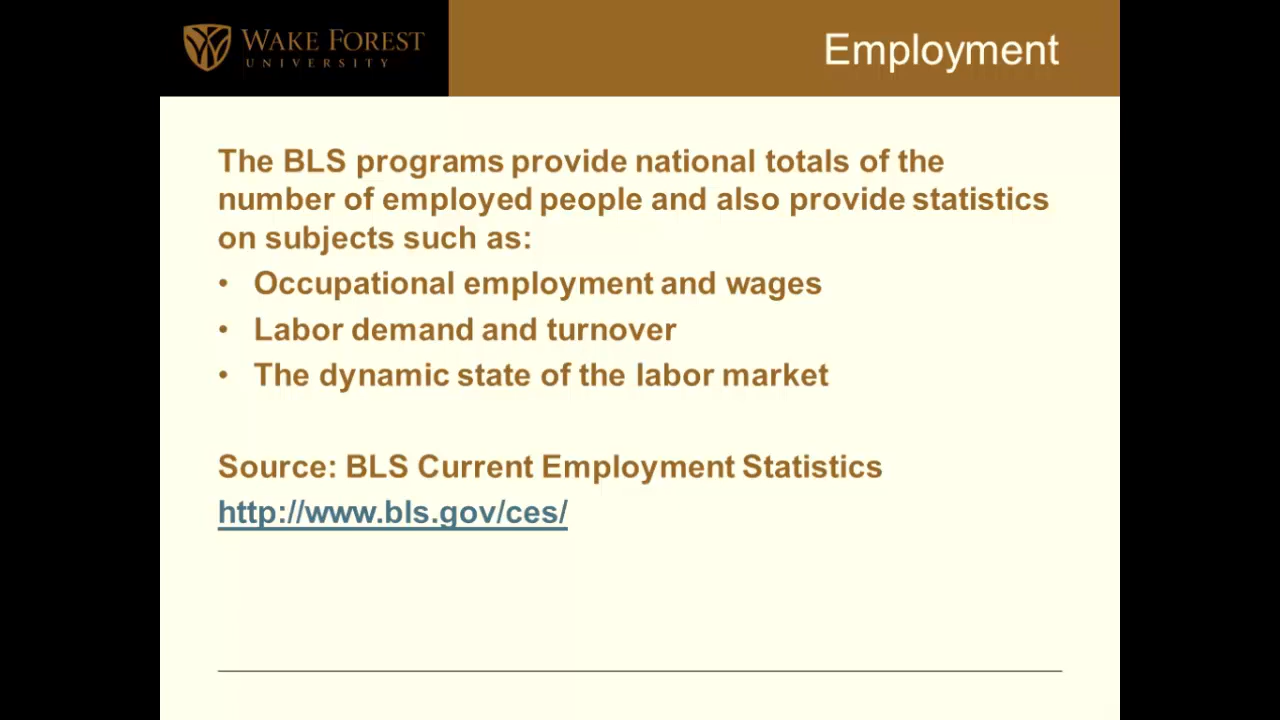 WAKE FOREST
UNIVERSITY
Employment
The BLS programs provide national totals of the
number of employed people and also provide statistics
on subjects such as:
• Occupational employment and wages
• Labor demand and turnover
• The dynamic state of the labor market
Source: BLS Current Employment Statistics
http://www.bls.gov/ces/